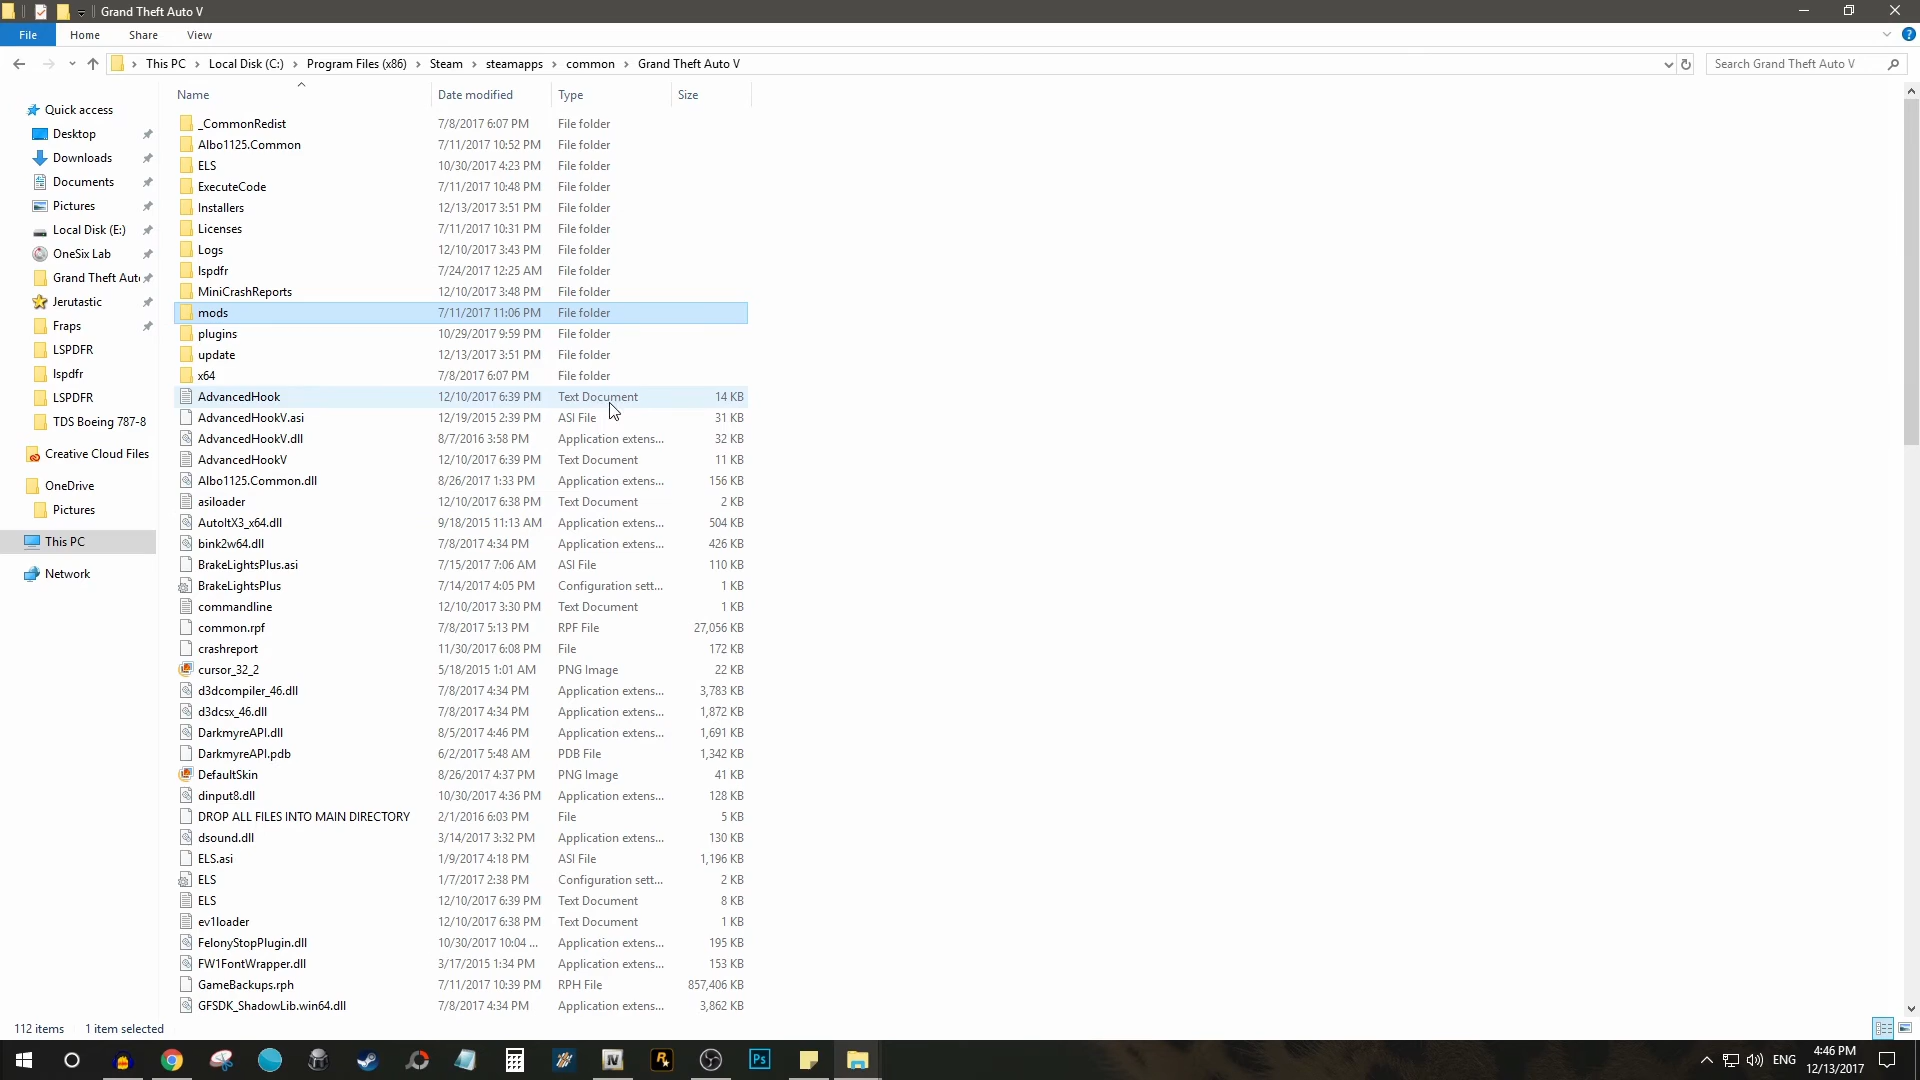 Grand Theft Auto V
File Home Share View
This PC Local Disk (C:) Program Files (x86) Steam steamapps common Grand Theft Auto V Search Grand Theft Auto V
Name Date modified Type Size
Quick access
Desktop
Downloads
Documents
Pictures
Local Disk (E:)
OneSix Lab
Grand Theft Aut
Jerutastic
Fraps
LSPDFR
lspdfr
LSPDFR
TDS Boeing 787-8
Creative Cloud Files
OneDrive
Pictures
This PC
Network
_CommonRedist 7/8/2017 6:07 PM File folder
Albo1125.Common 7/11/2017 10:52 PM File folder
ELS 10/30/2017 4:23 PM File folder
ExecuteCode 7/11/2017 10:48 PM File folder
Installers 12/13/2017 3:51 PM File folder
Licenses 7/11/2017 10:31 PM File folder
Logs 12/10/2017 3:43 PM File folder
lspdfr 7/24/2017 12:25 AM File folder
MiniCrashReports 12/10/2017 3:48 PM File folder
mods 7/11/2017 11:06 PM File folder
plugins 10/29/2017 9:59 PM File folder
update 12/13/2017 3:51 PM File folder
x64 7/8/2017 6:07 PM File folder
AdvancedHook 12/10/2017 6:39 PM Text Document 14 KB
AdvancedHookV.asi 12/19/2015 2:39 PM ASI File 31 KB
AdvancedHookV.dll 8/7/2016 3:58 PM Application extens... 32 KB
AdvancedHookV 12/10/2017 6:39 PM Text Document 11 KB
Albo1125.Common.dll 8/26/2017 1:33 PM Application extens... 156 KB
asiloader 12/10/2017 6:38 PM Text Document 2 KB
AutoItX3_x64.dll 9/18/2015 11:13 AM Application extens... 504 KB
bink2w64.dll 7/8/2017 4:34 PM Application extens... 426 KB
BrakeLightsPlus.asi 7/15/2017 7:06 AM ASI File 110 KB
BrakeLightsPlus 7/14/2017 4:05 PM Configuration sett... 1 KB
commandline 12/10/2017 3:30 PM Text Document 1 KB
common.rpf 7/8/2017 5:13 PM RPF File 27,056 KB
crashreport 11/30/2017 6:08 PM File 172 KB
cursor_32_2 5/18/2015 1:01 AM PNG Image 22 KB
d3dcompiler_46.dll 7/8/2017 4:34 PM Application extens... 3,783 KB
d3dcsx_46.dll 7/8/2017 4:34 PM Application extens... 1,872 KB
DarkmyreAPI.dll 8/5/2017 4:46 PM Application extens... 1,691 KB
DarkmyreAPI.pdb 6/2/2017 5:48 AM PDB File 1,342 KB
DefaultSkin 8/26/2017 4:37 PM PNG Image 41 KB
dinput8.dll 10/30/2017 4:36 PM Application extens... 128 KB
DROP ALL FILES INTO MAIN DIRECTORY 2/1/2016 6:03 PM File 5 KB
dsound.dll 3/14/2017 3:32 PM Application extens... 130 KB
ELS.asi 1/9/2017 4:18 PM ASI File 1,196 KB
ELS 1/7/2017 2:38 PM Configuration sett... 2 KB
ELS 12/10/2017 6:39 PM Text Document 8 KB
ev1loader 12/10/2017 6:38 PM Text Document 1 KB
FelonyStopPlugin.dll 10/30/2017 10:04 ... Application extens... 195 KB
FW1FontWrapper.dll 3/17/2015 1:34 PM Application extens... 153 KB
GameBackups.rph 7/11/2017 10:39 PM RPH File 857,406 KB
GFSDK_ShadowLib.win64.dll 7/8/2017 4:34 PM Application extens... 3,862 KB
112 items 1 item selected
IV R Ps ENG 4:46 PM
12/13/2017